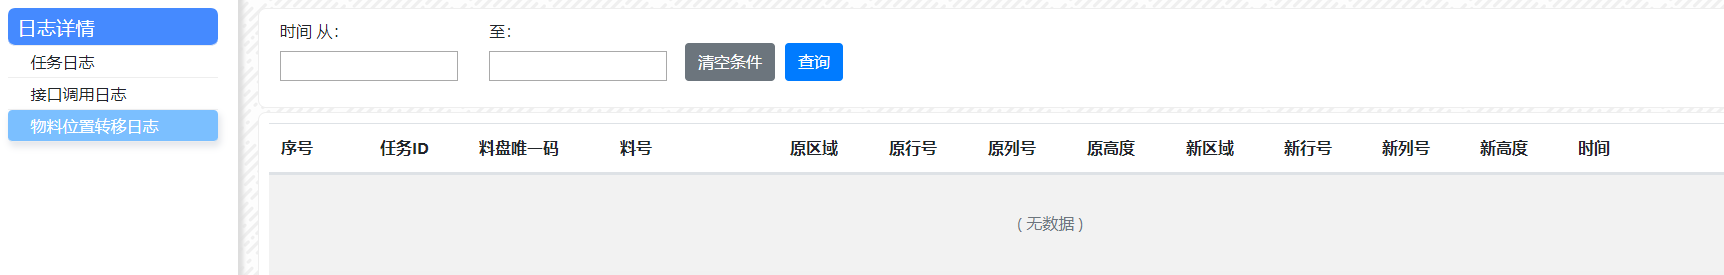 日志详情
任务日志
接口调用日志
物料位置转移日志
时间 从：
至：
清空条件
查询
序号 任务ID 料盘唯一码 料号 原区域 原行号 原列号 原高度 新区域 新行号 新列号 新高度 时间
( 无数据 )